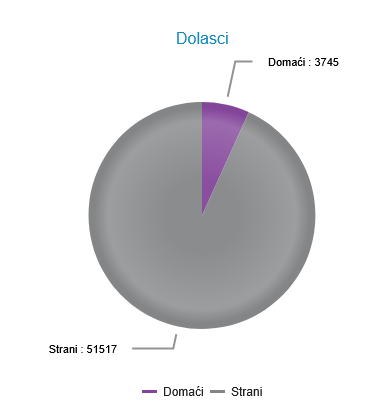 Dolasci
Domaći : 3745
Strani : 51517
Domaći Strani